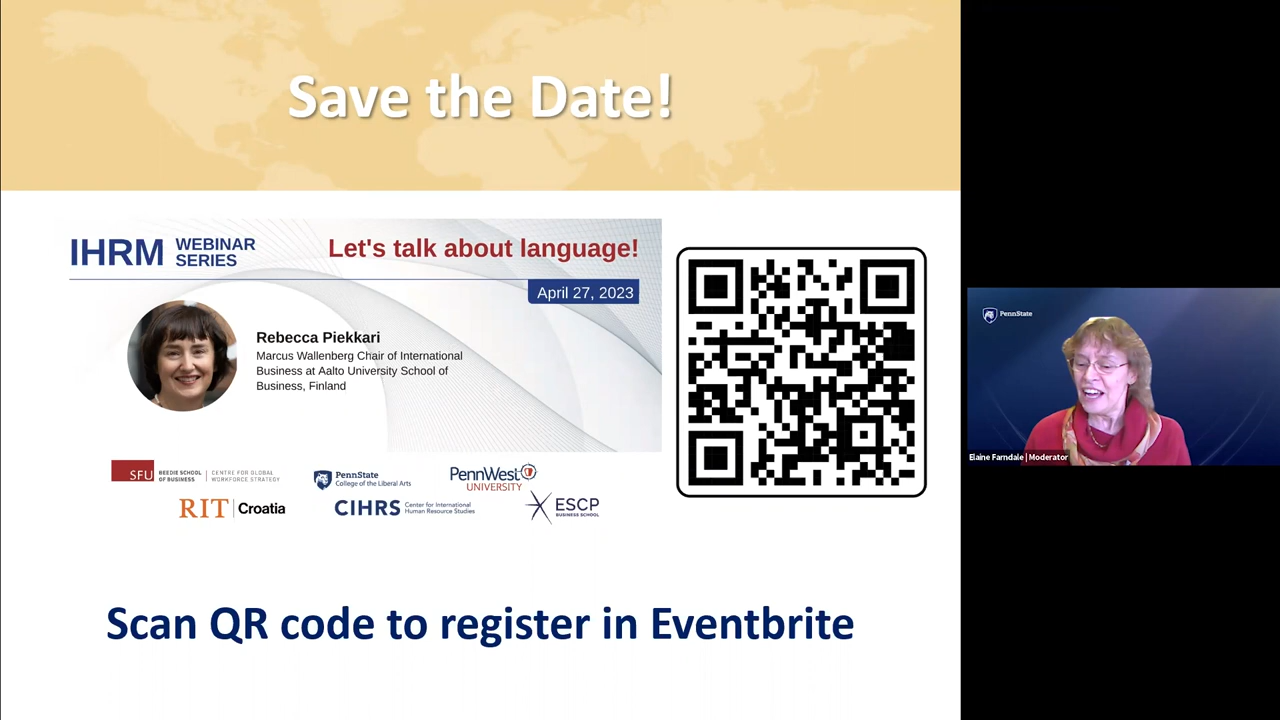 Save the Date!
IHRM WEBINAR SERIES
Let's talk about language!
April 27, 2023
Rebecca Piekkari
Marcus Wallenberg Chair of International
Business at Aalto University School of
Business, Finland
SFU BEEDIE SCHOOL OF BUSINESS | CENTRE FOR GLOBAL WORKFORCE STRATEGY
PennState College of the Liberal Arts
PennWest UNIVERSITY
RIT | Croatia
CIHRS Center for International Human Resource Studies
ESCP BUSINESS SCHOOL
Scan QR code to register in Eventbrite
PennState
Elaine Farndale | Moderator